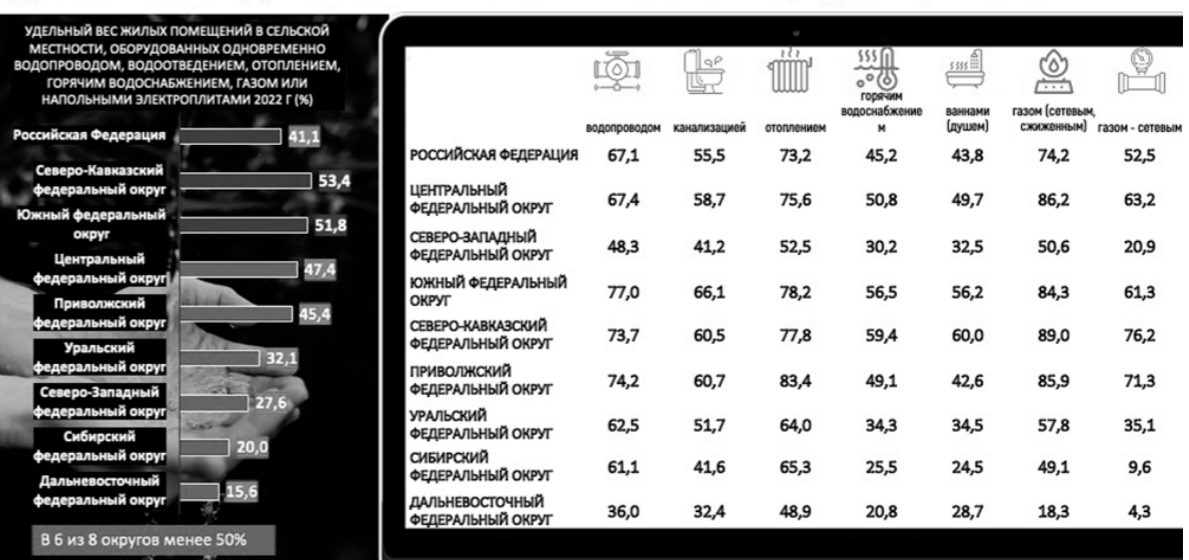 УДЕЛЬНЫЙ ВЕС ЖИЛЫХ ПОМЕЩЕНИЙ В СЕЛЬСКОЙ
МЕСТНОСТИ, ОБОРУДОВАННЫХ ОДНОВРЕМЕННО
ВОДОПРОВОДОМ, ВОДООТВЕДЕНИЕМ, ОТОПЛЕНИЕМ,
ГОРЯЧИМ ВОДОСНАБЖЕНИЕМ, ГАЗОМ ИЛИ
НАПОЛЬНЫМИ ЭЛЕКТРОПЛИТАМИ 2022 Г (%)
Российская Федерация 41,1
Северо-Кавказский
федеральный округ 53,4
Южный федеральный
округ 51,8
Центральный
федеральный округ 47,4
Приволжский
федеральный округ 45,4
Уральский
федеральный округ 32,1
Северо-Западный
федеральный округ 27,6
Сибирский
федеральный округ 20,0
Дальневосточный
федеральный округ 15,6
В 6 из 8 округов менее 50%
водопроводом
канализацией
отоплением
горячим
водоснабжение
м
ваннами
(душем)
газом (сетевым,
сжиженным)
газом - сетевым
РОССИЙСКАЯ ФЕДЕРАЦИЯ 67,1 55,5 73,2 45,2 43,8 74,2 52,5
ЦЕНТРАЛЬНЫЙ
ФЕДЕРАЛЬНЫЙ ОКРУГ 67,4 58,7 75,6 50,8 49,7 86,2 63,2
СЕВЕРО-ЗАПАДНЫЙ
ФЕДЕРАЛЬНЫЙ ОКРУГ 48,3 41,2 52,5 30,2 32,5 50,6 20,9
ЮЖНЫЙ ФЕДЕРАЛЬНЫЙ
ОКРУГ 77,0 66,1 78,2 56,5 56,2 84,3 61,3
СЕВЕРО-КАВКАЗСКИЙ
ФЕДЕРАЛЬНЫЙ ОКРУГ 73,7 60,5 77,8 59,4 60,0 89,0 76,2
ПРИВОЛЖСКИЙ
ФЕДЕРАЛЬНЫЙ ОКРУГ 74,2 60,7 83,4 49,1 42,6 85,9 71,3
УРАЛЬСКИЙ
ФЕДЕРАЛЬНЫЙ ОКРУГ 62,5 51,7 64,0 34,3 34,5 57,8 35,1
СИБИРСКИЙ
ФЕДЕРАЛЬНЫЙ ОКРУГ 61,1 41,6 65,3 25,5 24,5 49,1 9,6
ДАЛЬНЕВОСТОЧНЫЙ
ФЕДЕРАЛЬНЫЙ ОКРУГ 36,0 32,4 48,9 20,8 28,7 18,3 4,3